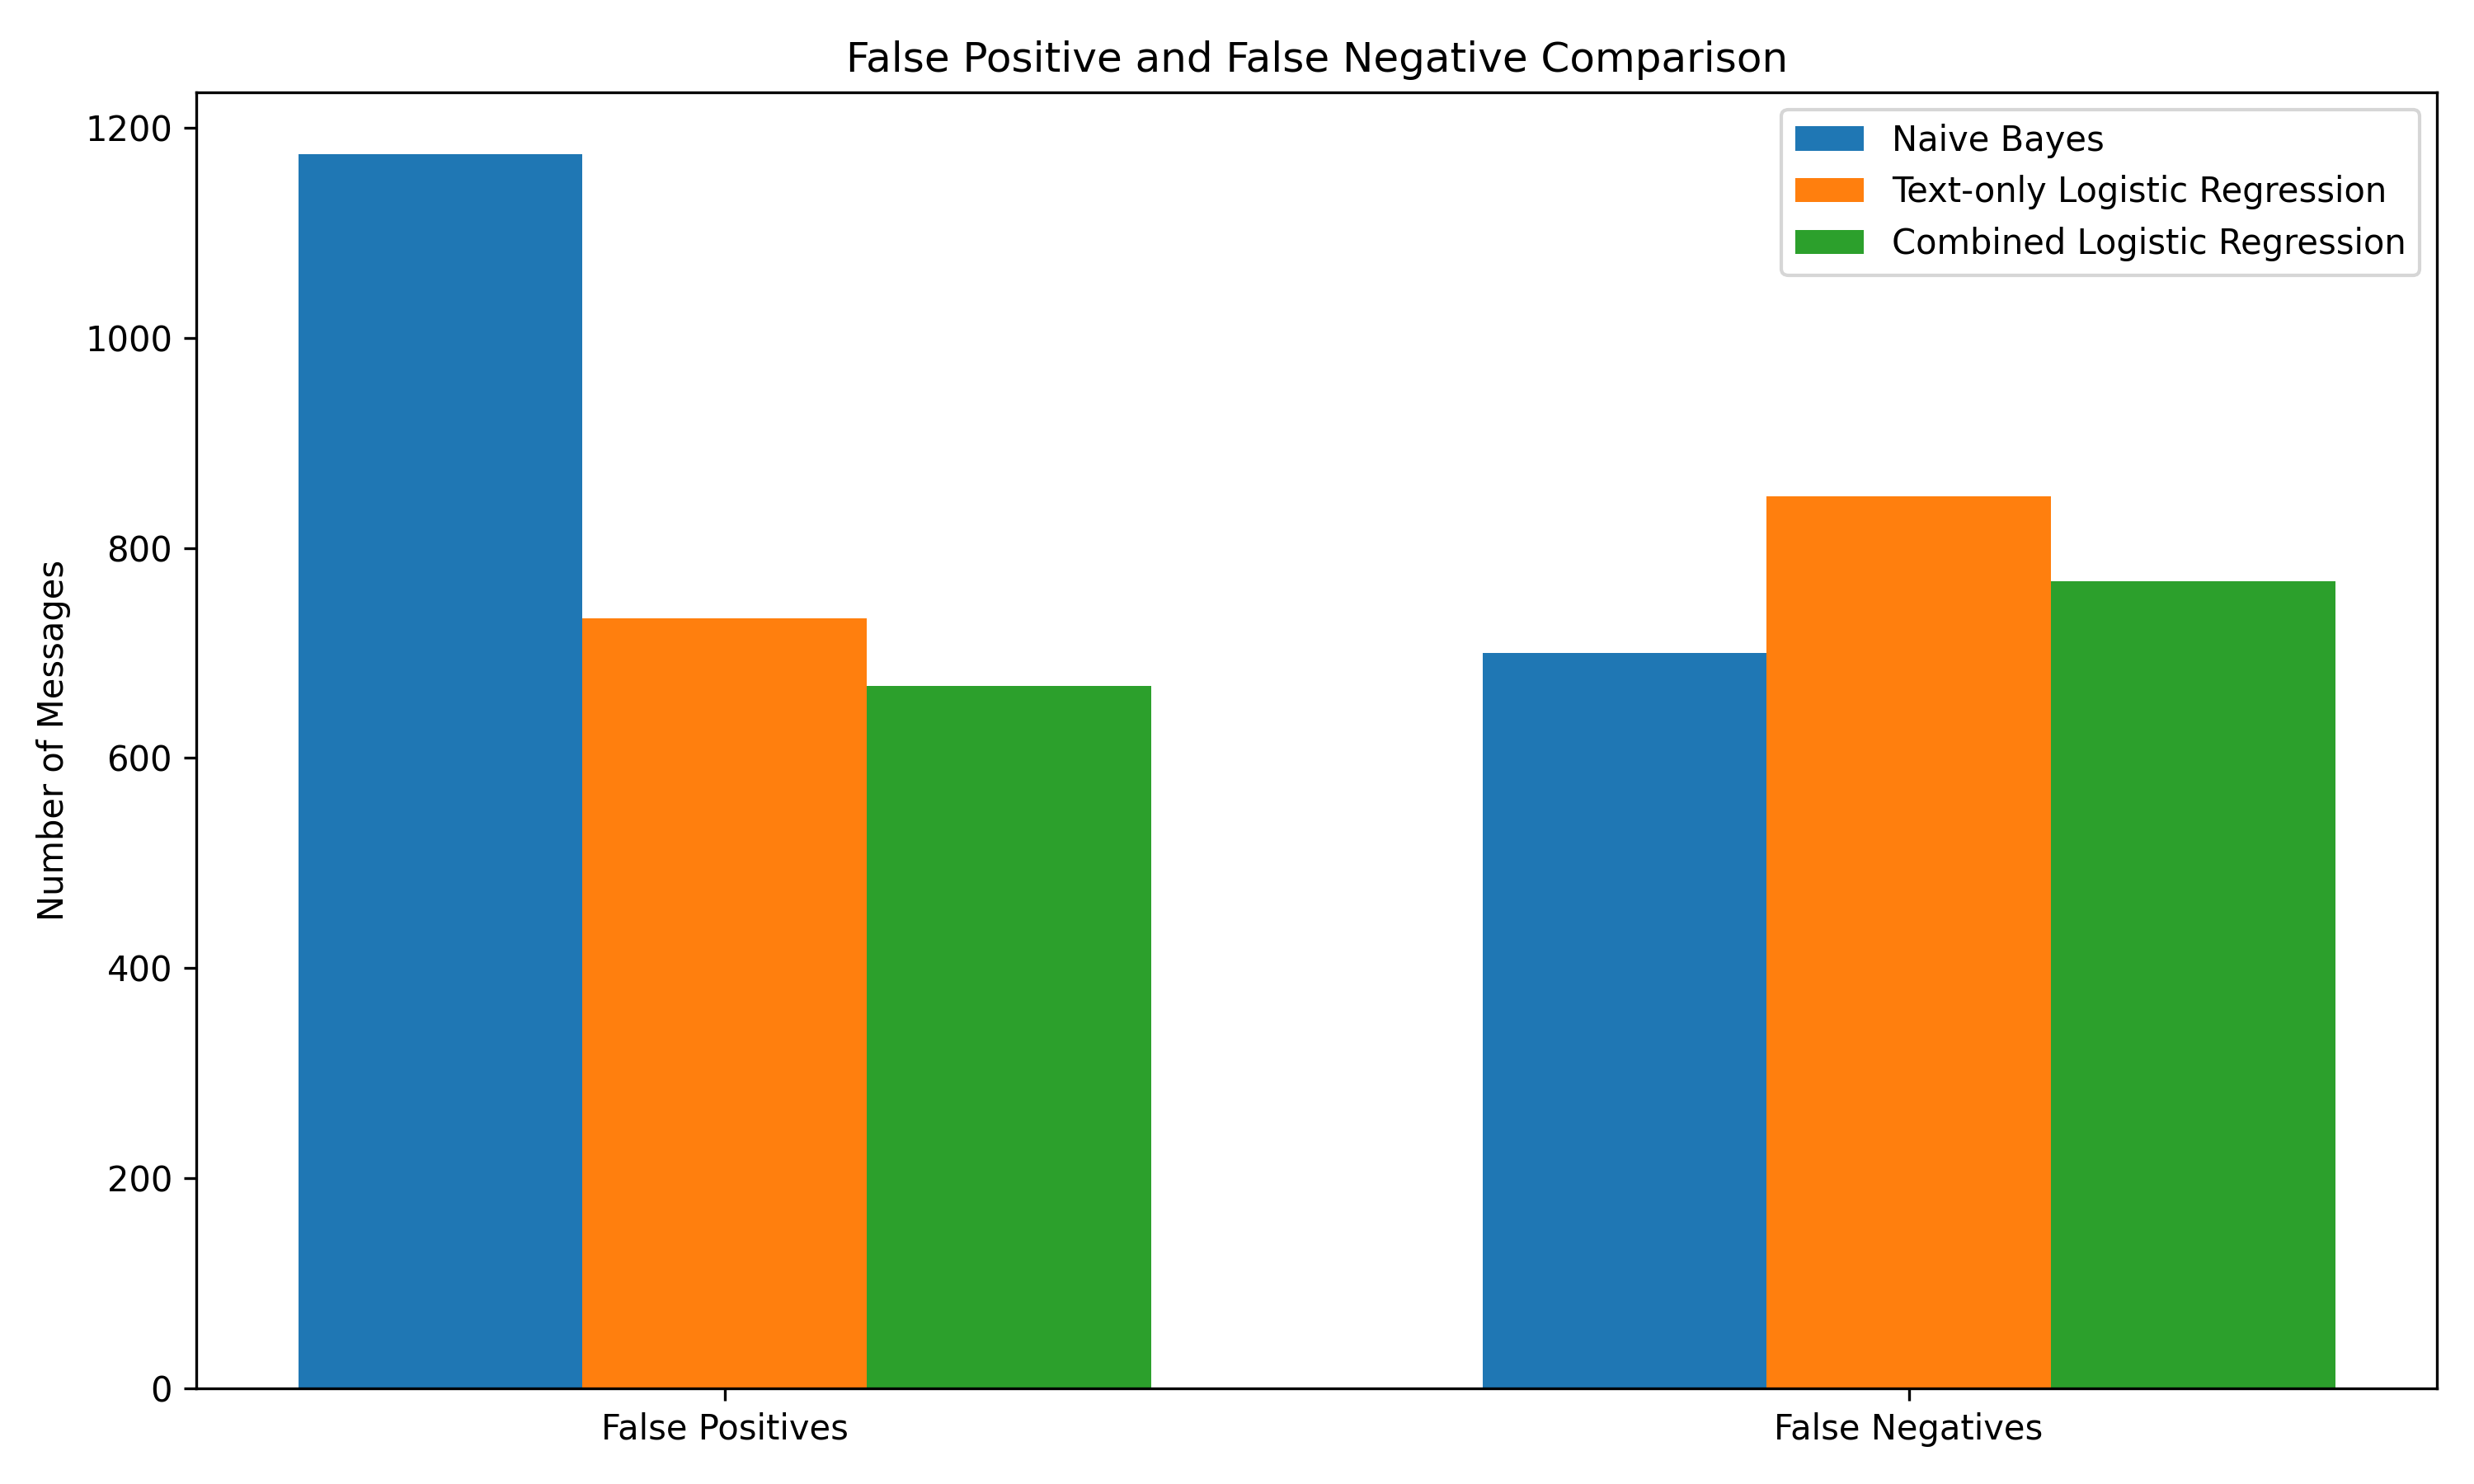 False Positive and False Negative Comparison
Naive Bayes
Text-only Logistic Regression
Combined Logistic Regression
Number of Messages
1200
1000
800
600
400
200
0
False Positives
False Negatives